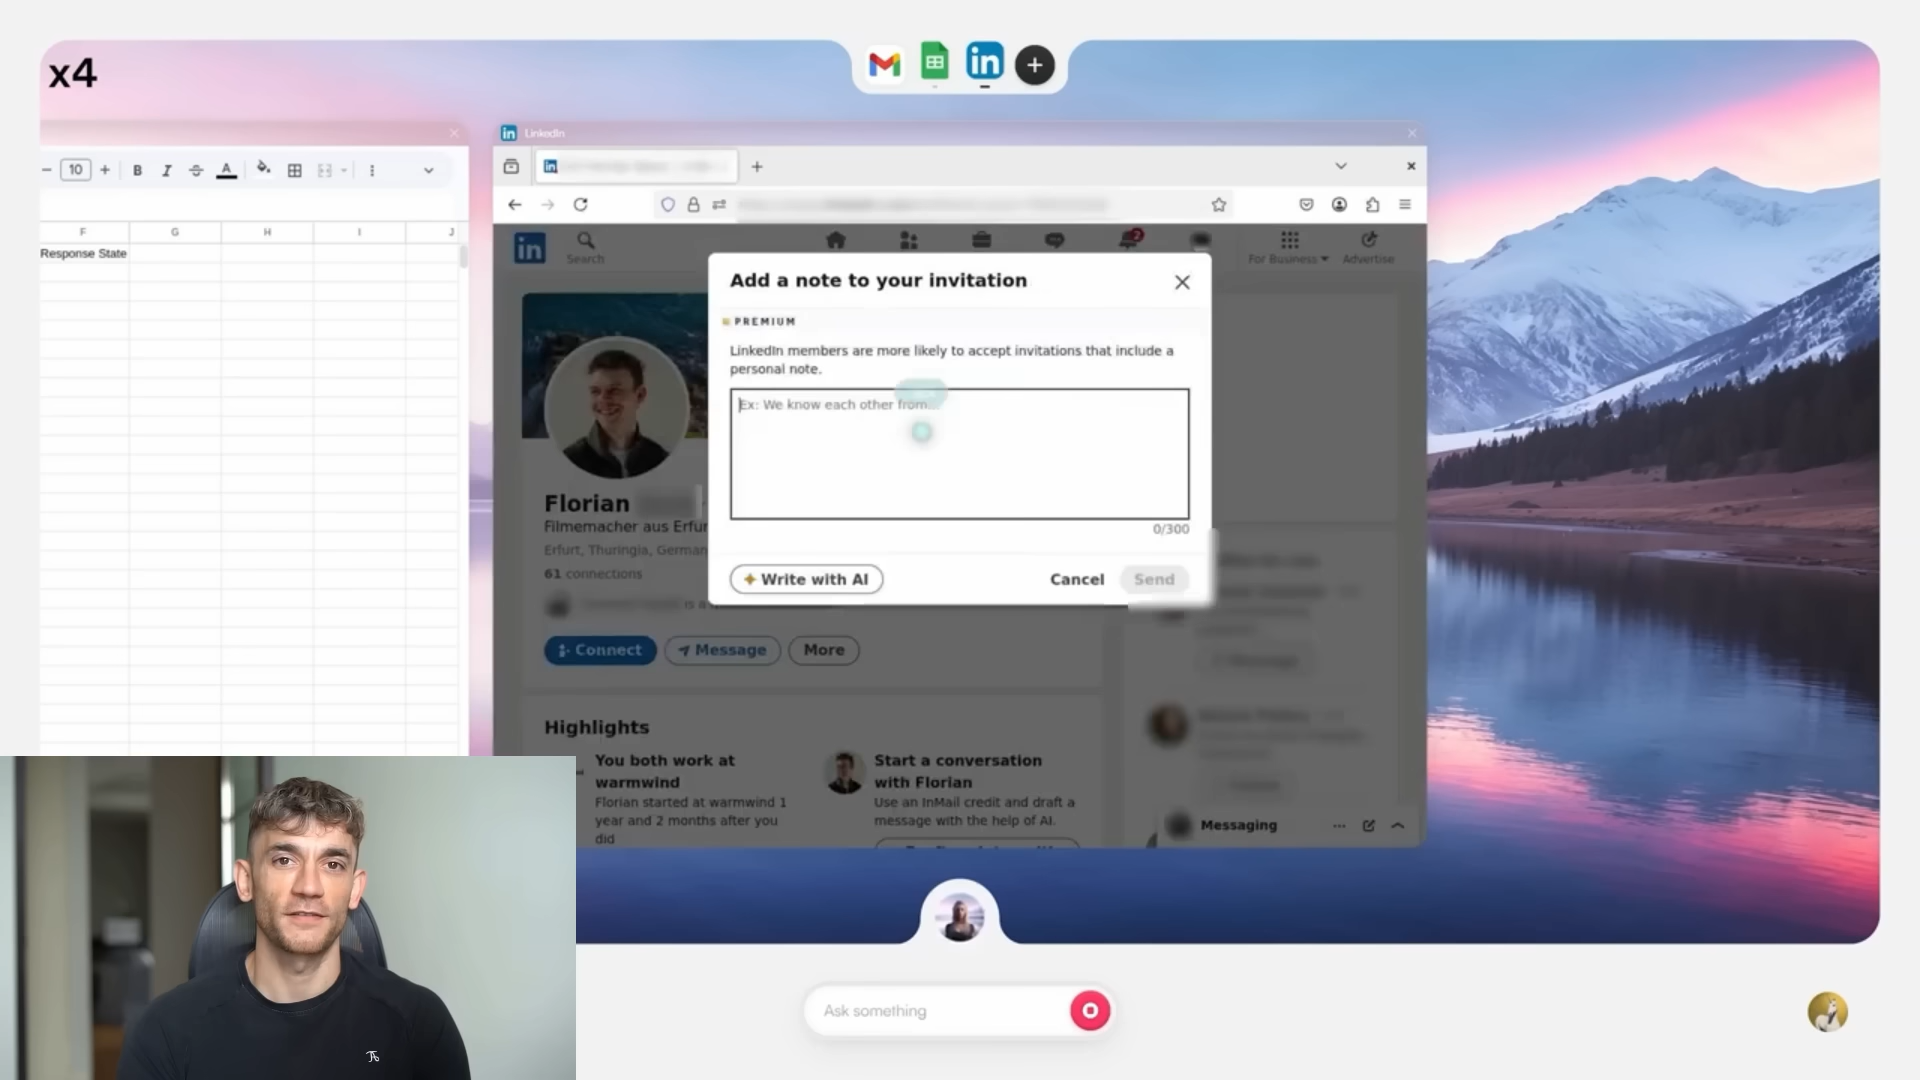 x4
LinkedIn
10
B
I
S
A
F
G
H
I
J
Response State
in
Search
2
For Business
Advertise
Add a note to your invitation
PREMIUM
LinkedIn members are more likely to accept invitations that include a
personal note.
Ex: We know each other from...
0/300
Write with AI
Cancel
Send
Florian
Filmemacher aus Erfur
Erfurt, Thuringia, German
61 connections
is a
Connect
Message
More
Highlights
You both work at
warmwind
Florian started at warmwind 1
year and 2 months after you
did
Start a conversation
with Florian
Use an InMail credit and draft a
message with the help of AI.
Messaging
Ask something